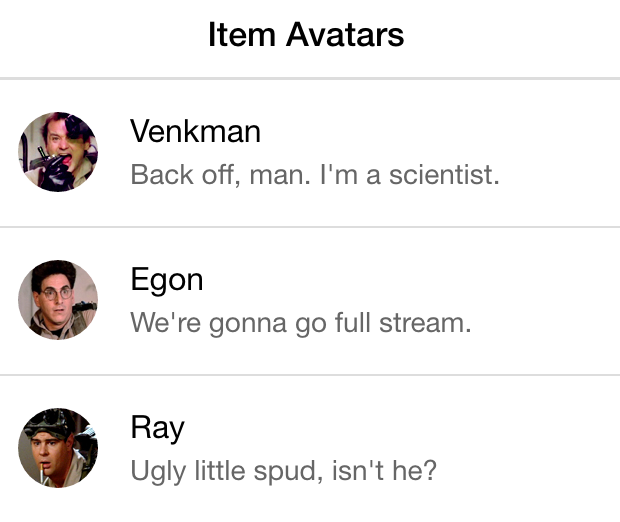 Item Avatars
Venkman
Back off, man. I'm a scientist.
Egon
We're gonna go full stream.
Ray
Ugly little spud, isn't he?